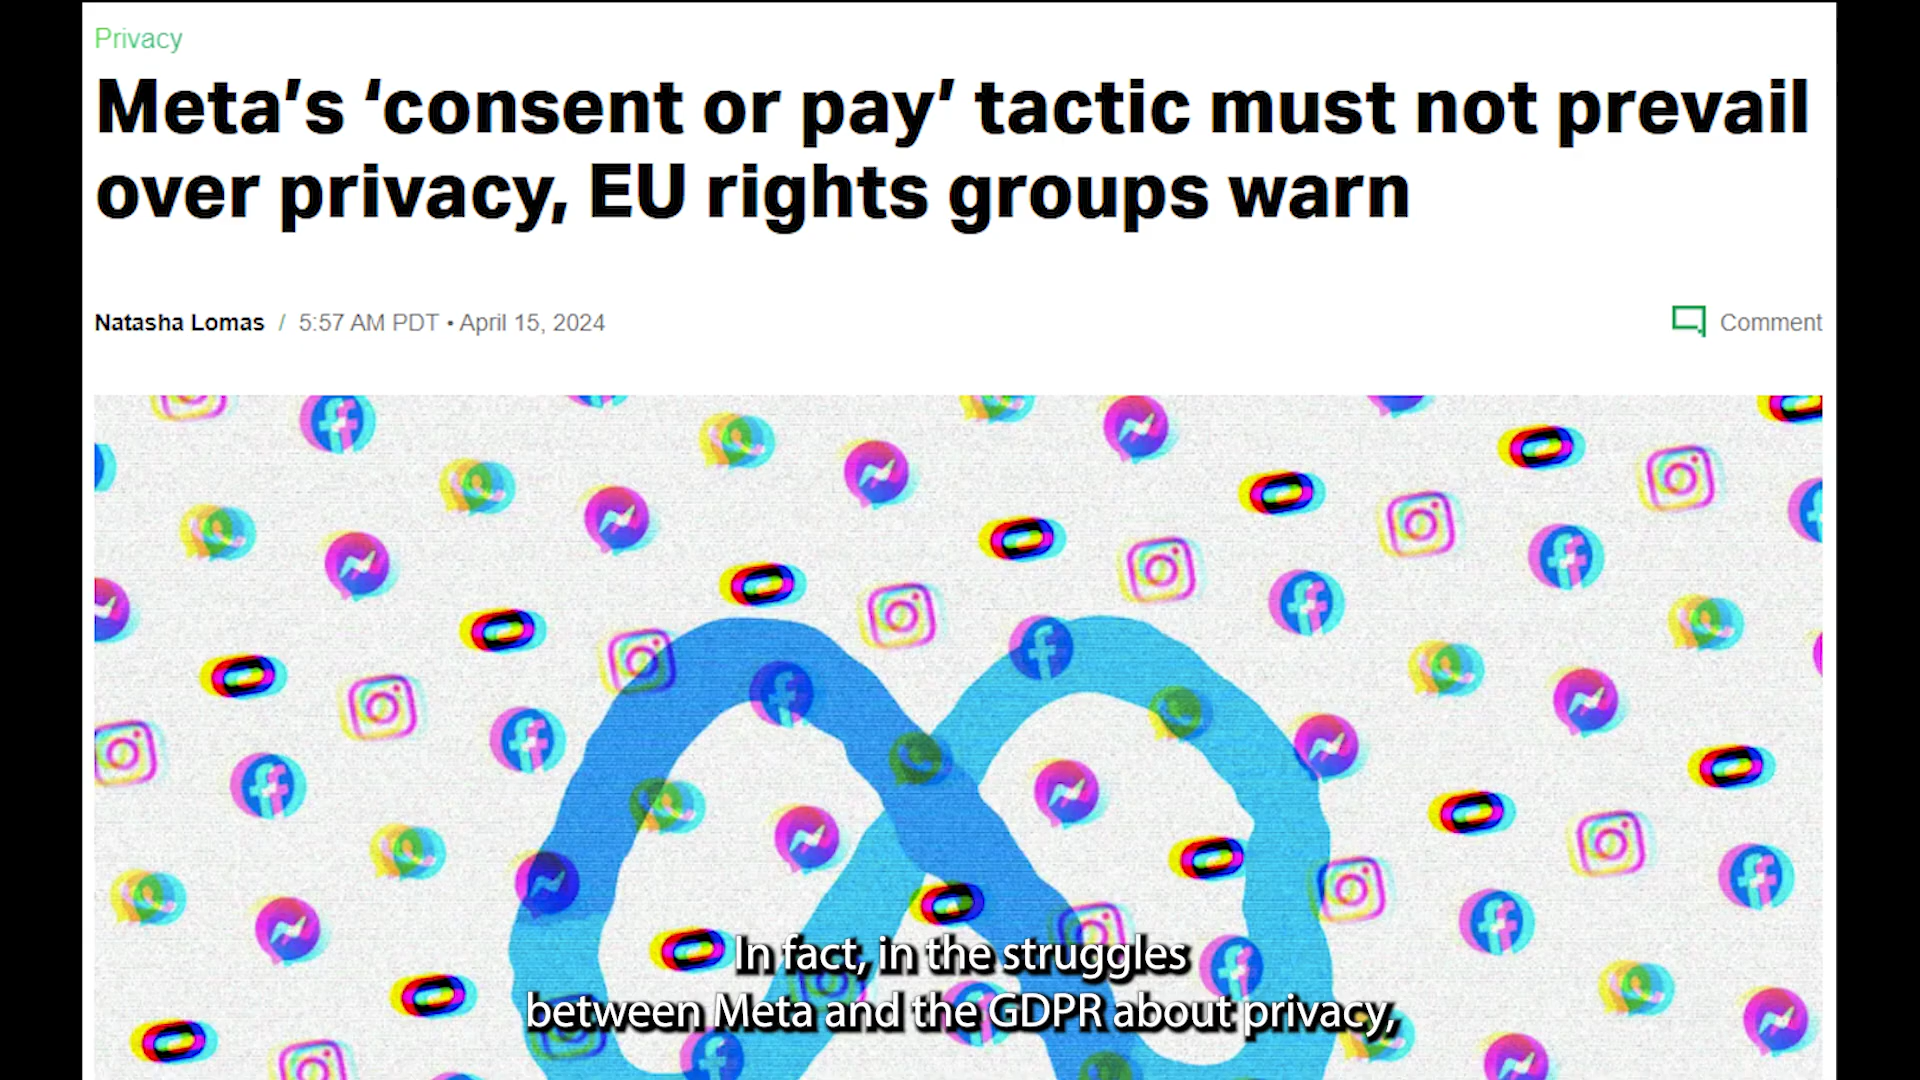 Privacy
Meta’s ‘consent or pay’ tactic must not prevail
over privacy, EU rights groups warn
Natasha Lomas / 5:57 AM PDT • April 15, 2024
Comment
In fact, in the struggles
between Meta and the GDPR about privacy,